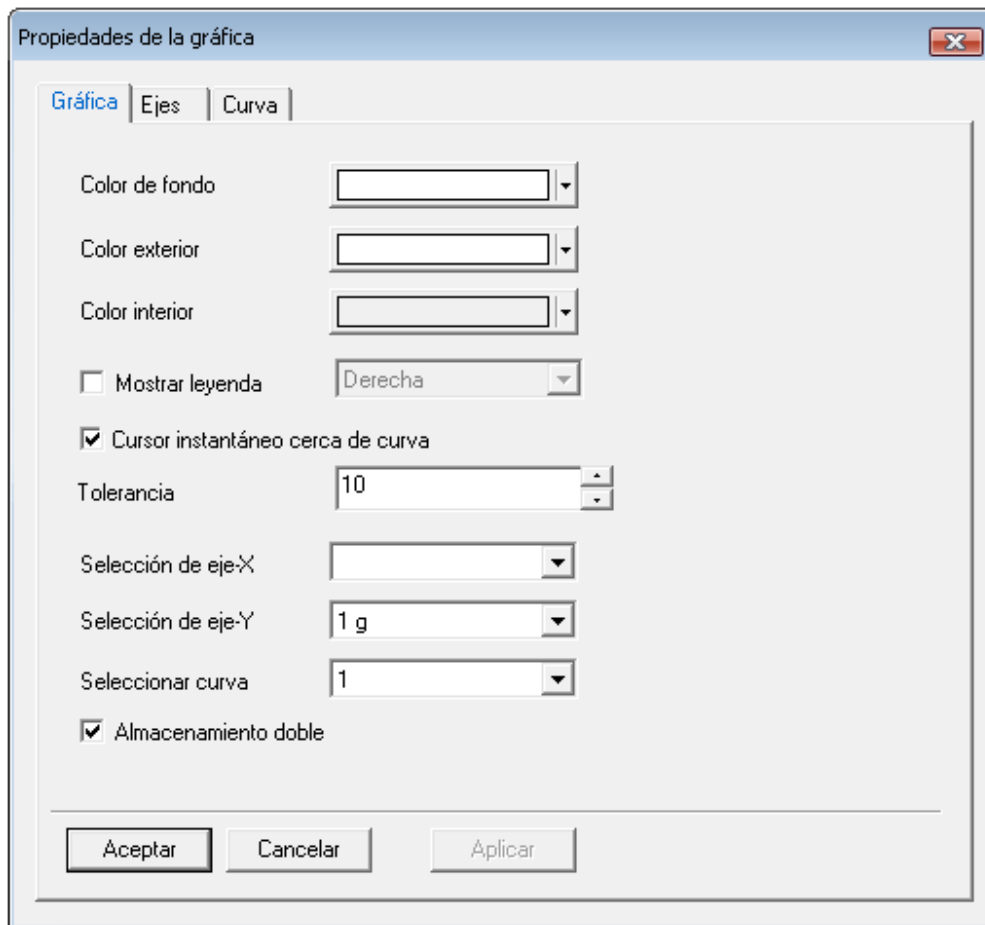 Propiedades de la gráfica
Gráfica Ejes Curva
Color de fondo
Color exterior
Color interior
Mostrar leyenda Derecha
Cursor instantáneo cerca de curva
Tolerancia 10
Selección de eje-X
Selección de eje-Y 1 g
Seleccionar curva 1
Almacenamiento doble
Aceptar Cancelar Aplicar